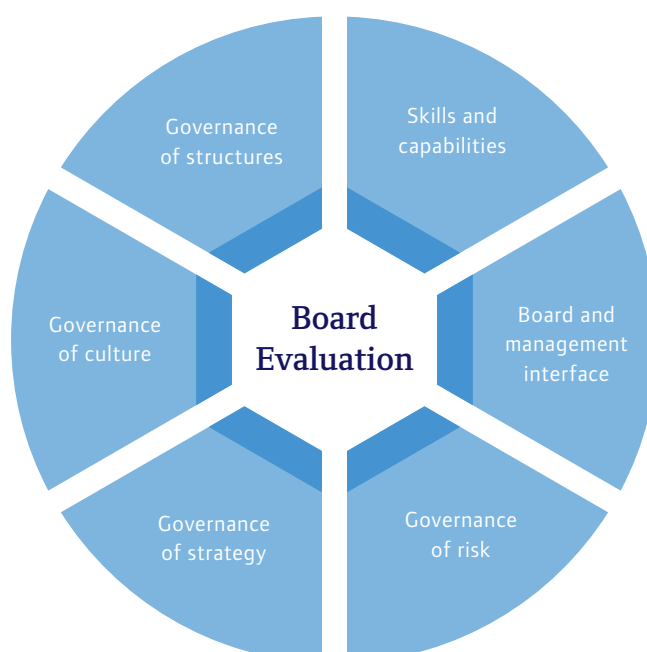 Governance
of structures
Skills and
capabilities
Governance
of culture
Board
Evaluation
Board and
management
interface
Governance
of strategy
Governance
of risk